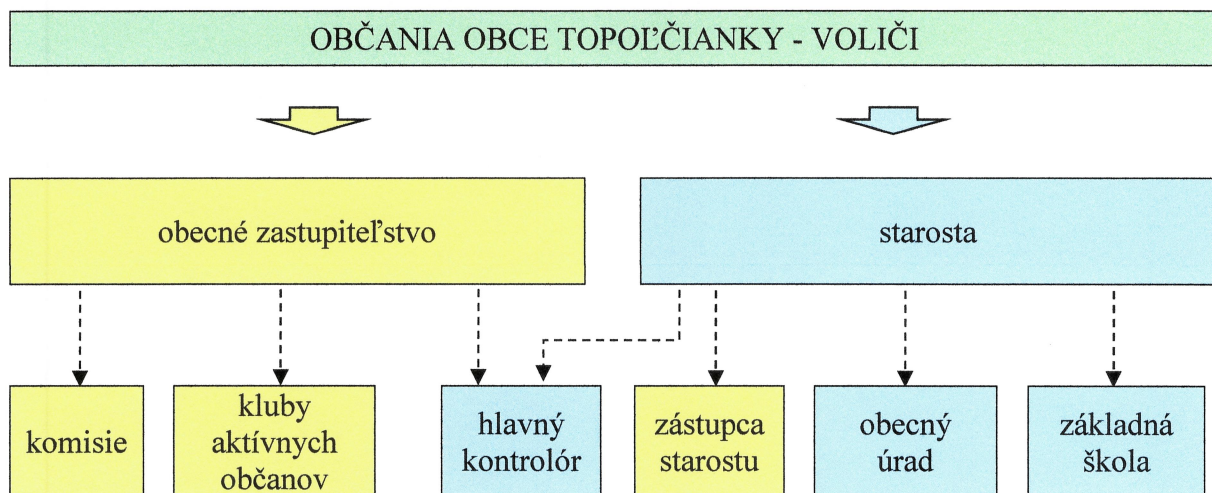 OBČANIA OBCE TOPOĽČIANKY - VOLIČI
obecné zastupiteľstvo
starosta
komisie
kluby
aktívnych
občanov
hlavný
kontrolór
zástupca
starostu
obecný
úrad
základná
škola